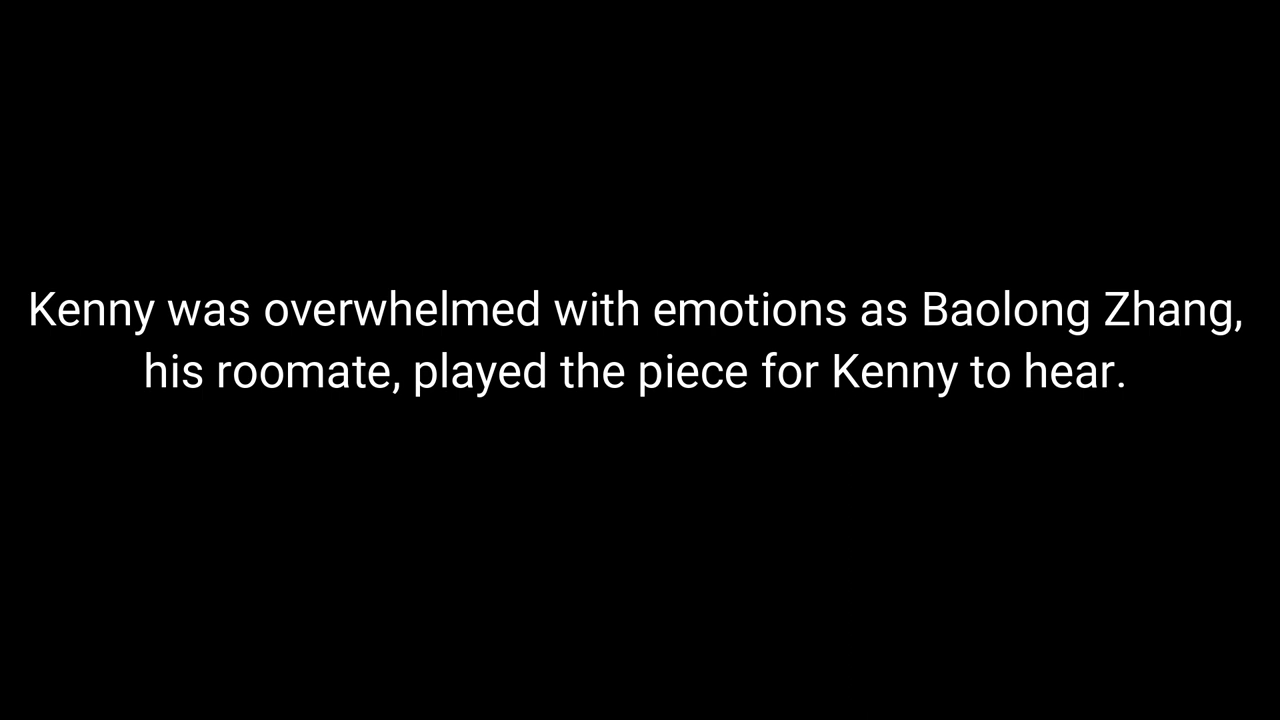 Kenny was overwhelmed with emotions as Baolong Zhang,
his roomate, played the piece for Kenny to hear.